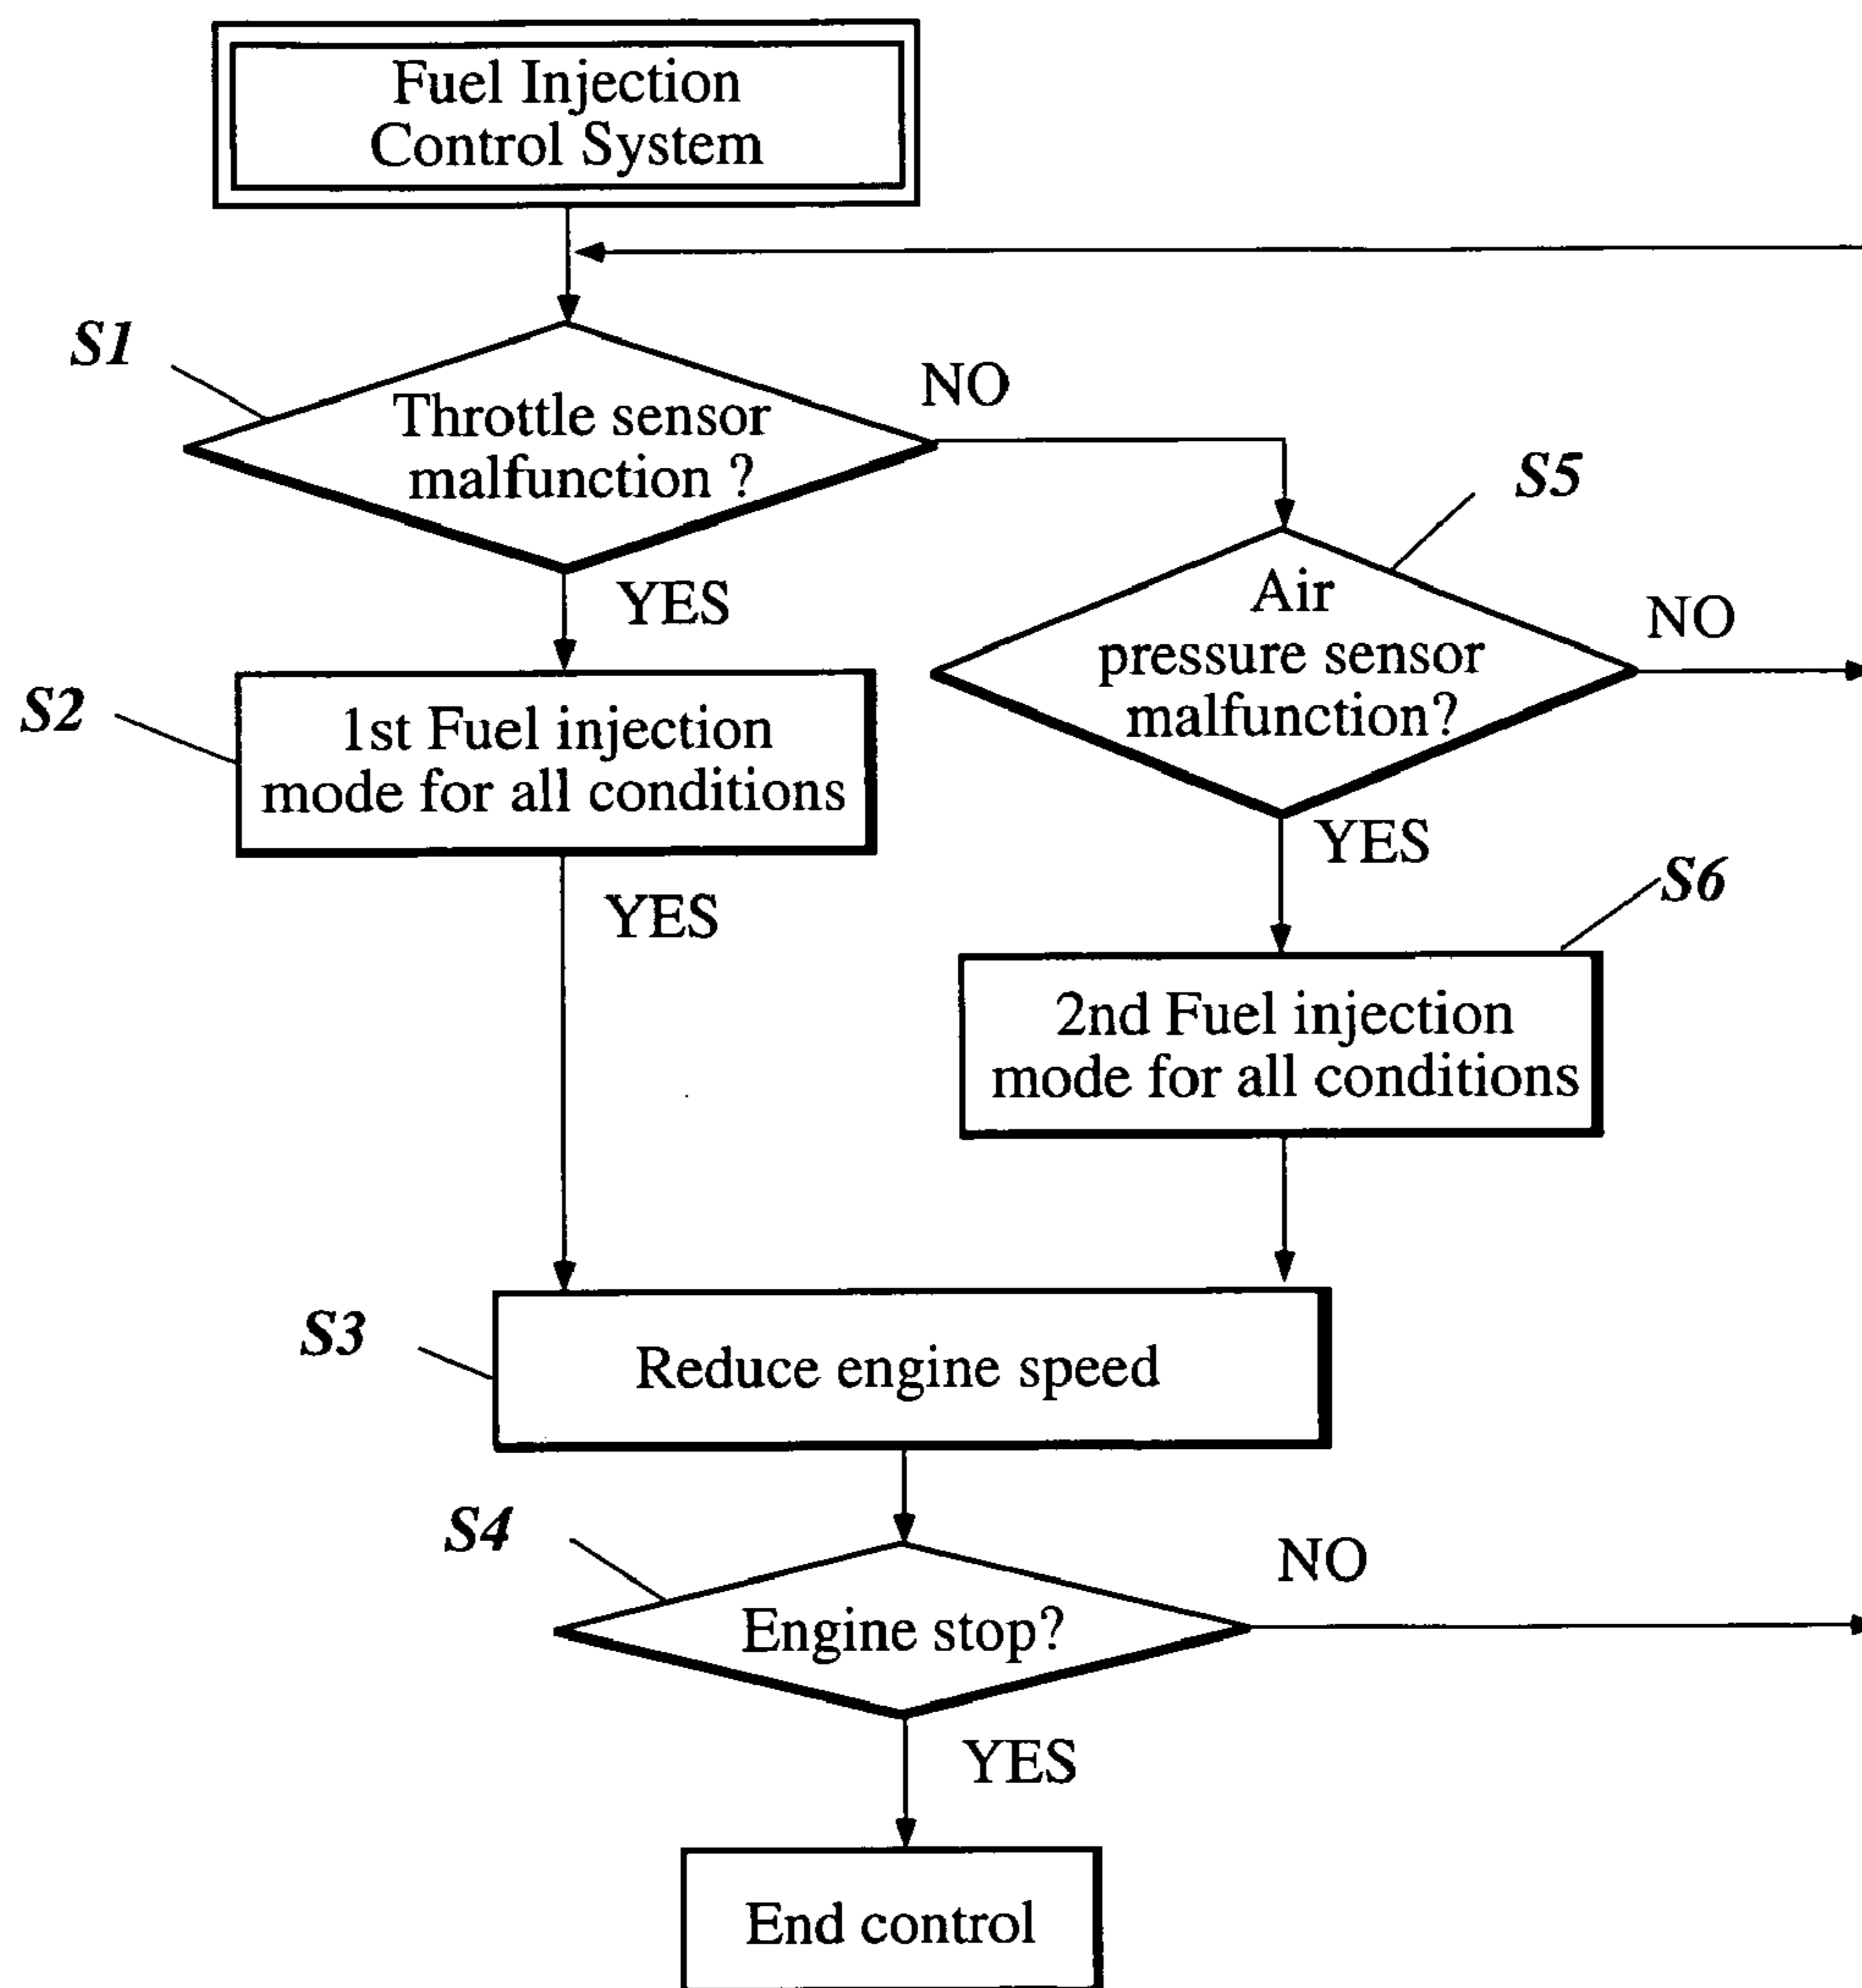 Fuel Injection
Control System
S1
Throttle sensor
malfunction ?
NO
YES
S5
Air
pressure sensor
malfunction?
NO
YES
S2
1st Fuel injection
mode for all conditions
YES
S6
2nd Fuel injection
mode for all conditions
S3
Reduce engine speed
S4
Engine stop?
NO
YES
End control